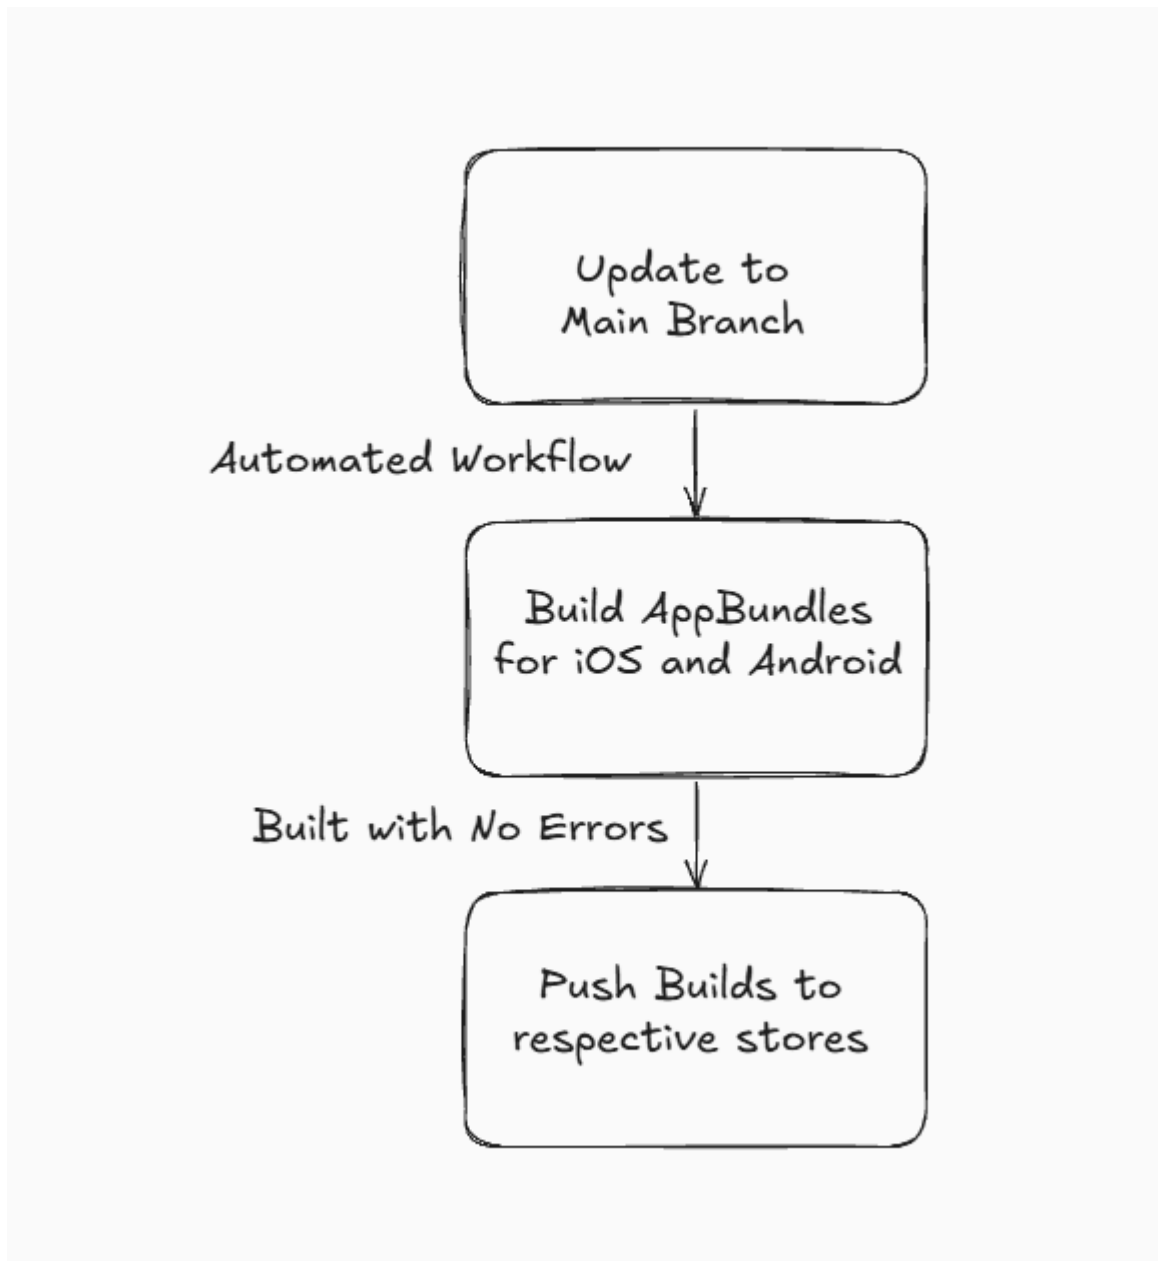 Update to
Main Branch
Automated Workflow
Build AppBundles
for iOS and Android
Built with No Errors
Push Builds to
respective stores